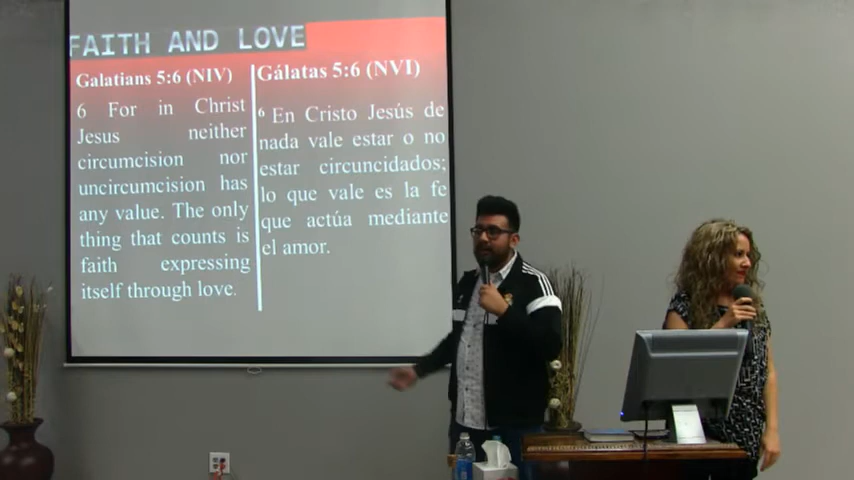 FAITH AND LOVE
Galatians 5:6 (NIV)
6 For in Christ
Jesus neither
circumcision nor
uncircumcision has
any value. The only
thing that counts is
faith expressing
itself through love.
Gálatas 5:6 (NVI)
6 En Cristo Jesús de
nada vale estar o no
estar circuncidados;
lo que vale es la fe
que actúa mediante
el amor.